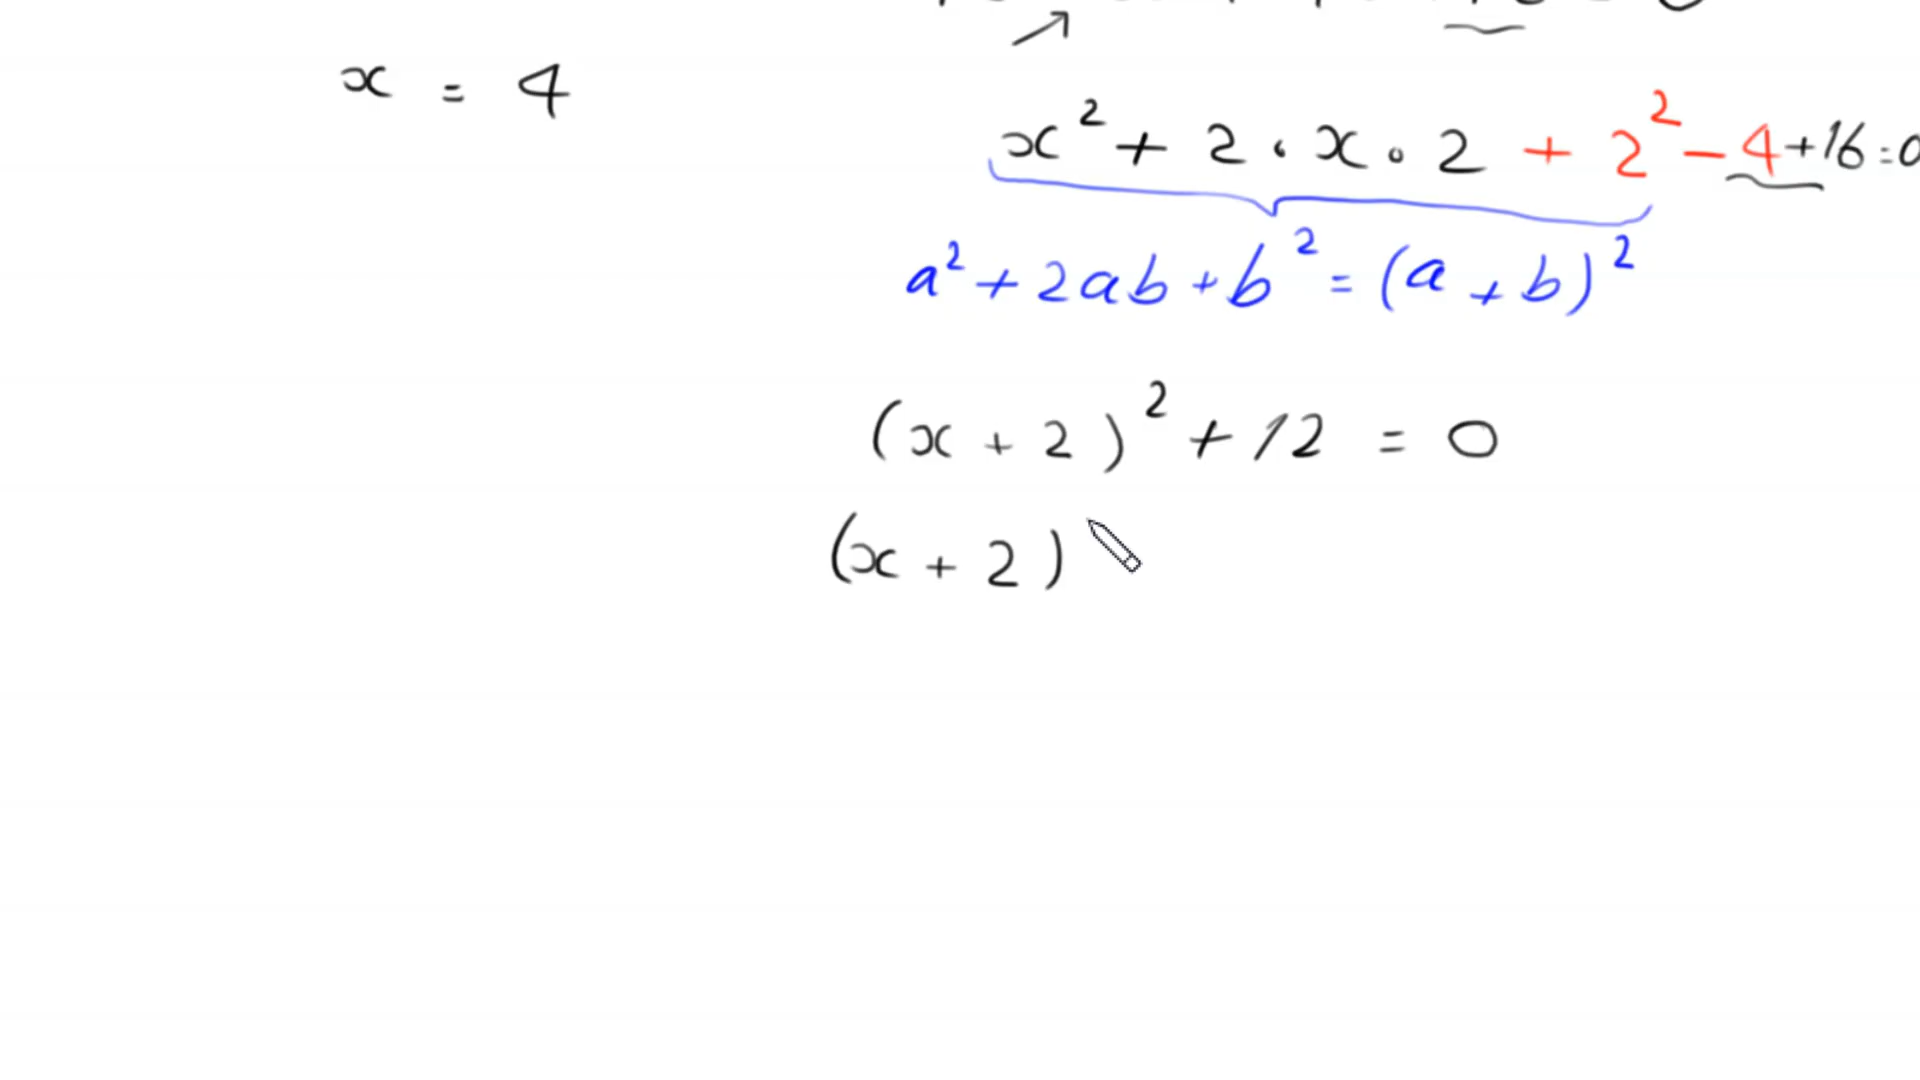 x = 4
x² + 2 · x · 2 + 2² - 4 + 16 = 0
a² + 2ab + b² = (a + b)²
(x + 2)² + 12 = 0
(x + 2)